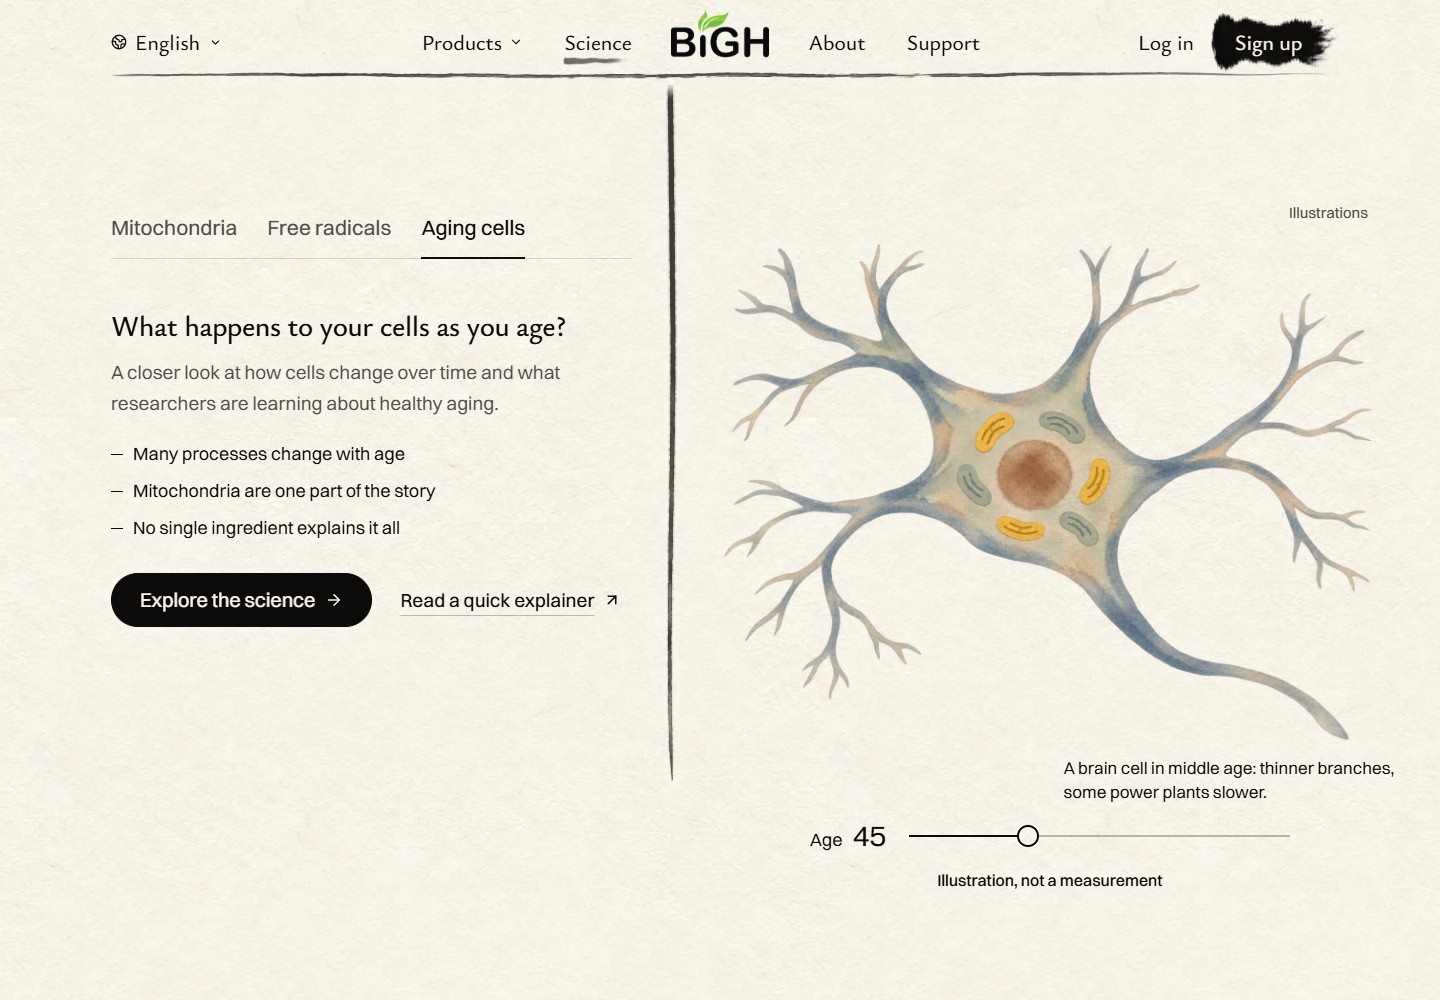 English
Products
Science
BiGH
About
Support
Log in
Sign up
Mitochondria
Free radicals
Aging cells
Illustrations
What happens to your cells as you age?
A closer look at how cells change over time and what
researchers are learning about healthy aging.
— Many processes change with age
— Mitochondria are one part of the story
— No single ingredient explains it all
Explore the science →
Read a quick explainer ↗
A brain cell in middle age: thinner branches,
some power plants slower.
Age 45
Illustration, not a measurement